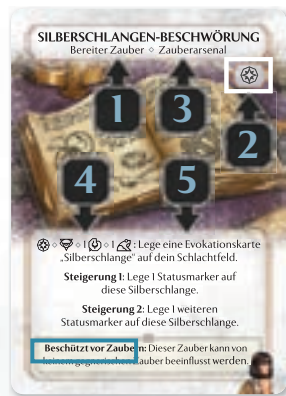 SILBERSCHLANGEN-BESCHWÖRUNG
Bereiter Zauber ◦ Zauberarsenal
1
3
2
4
5
: Lege eine Evokationskarte
„Silberschlange“ auf dein Schlachtfeld.
Steigerung 1: Lege 1 Statusmarker auf
diese Silberschlange.
Steigerung 2: Lege 1 weiteren
Statusmarker auf diese Silberschlange.
Beschützt vor Zaubern: Dieser Zauber kann von
keinem gegnerischen Zauber beeinflusst werden.